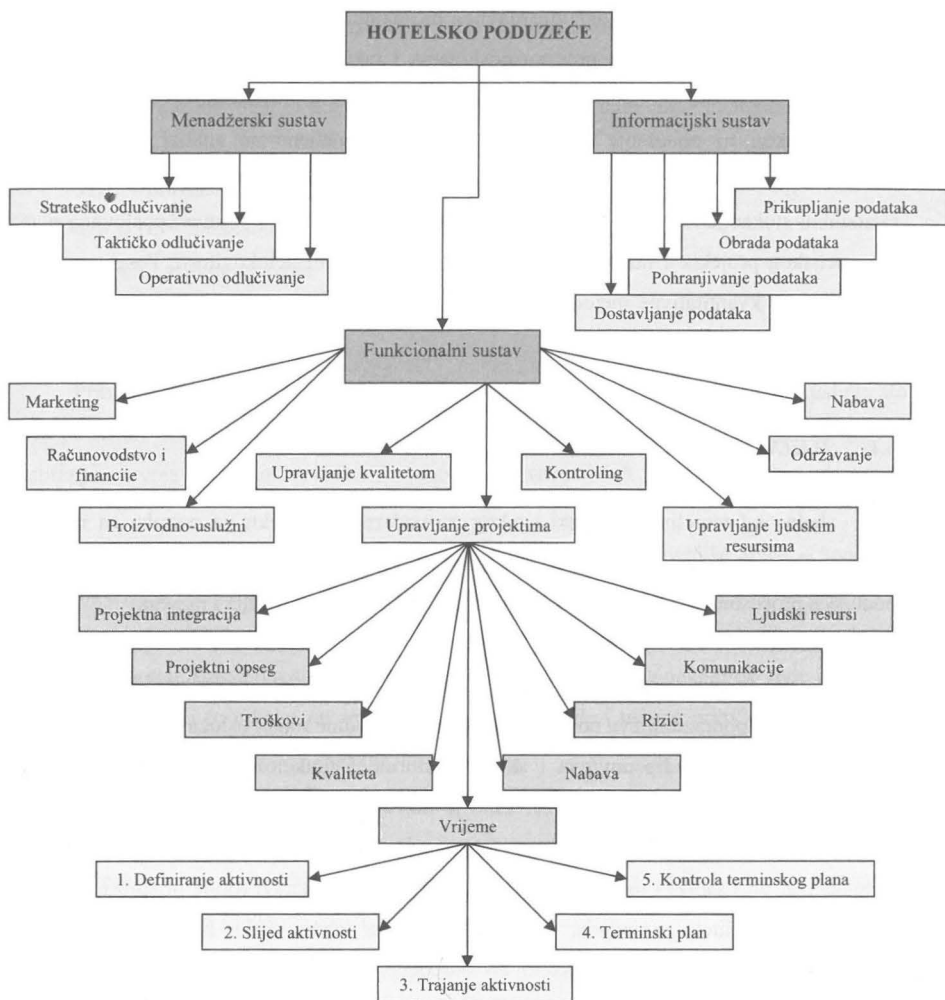 HOTELSKO PODUZEĆE
Menadžerski sustav
Informacijski sustav
Strateško odlučivanje
Taktičko odlučivanje
Operativno odlučivanje
Prikupljanje podataka
Obrada podataka
Pohranjivanje podataka
Dostavljanje podataka
Funkcionalni sustav
Marketing
Nabava
Računovodstvo i
financije
Upravljanje kvalitetom
Kontroling
Održavanje
Proizvodno-uslužni
Upravljanje projektima
Upravljanje ljudskim
resursima
Projektna integracija
Ljudski resursi
Projektni opseg
Komunikacije
Troškovi
Rizici
Kvaliteta
Nabava
Vrijeme
1. Definiranje aktivnosti
5. Kontrola terminskog plana
2. Slijed aktivnosti
4. Terminski plan
3. Trajanje aktivnosti